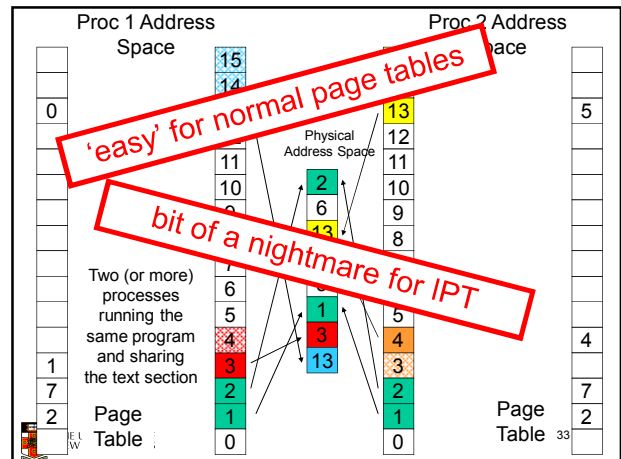 Proc 1 Address
Space
Proc 2 Address
'easy' for normal page tables
bit of a nightmare for IPT
Physical
Address Space
Two (or more)
processes
running the
same program
and sharing
the text section
Page
Table
Page
Table
33
0
1
7
2
15
14
11
10
6
5
4
3
2
1
0
2
6
13
1
3
13
13
12
11
10
9
8
5
4
3
2
1
0
5
4
7
2